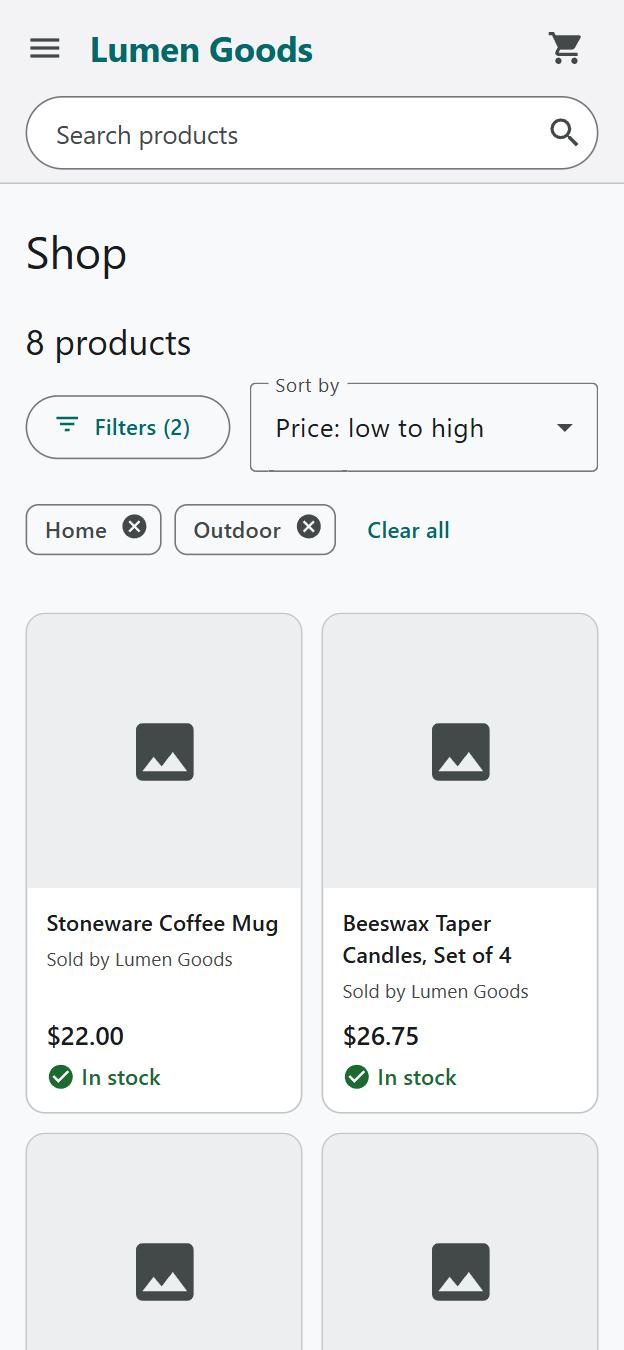 Lumen Goods
Search products
Shop
8 products
Filters (2)
Sort by
Price: low to high
Home
Outdoor
Clear all
Stoneware Coffee Mug
Sold by Lumen Goods
$22.00
In stock
Beeswax Taper
Candles, Set of 4
Sold by Lumen Goods
$26.75
In stock